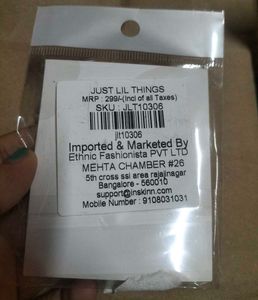 JUST LIL THINGS
MRP : 299/-(Incl of all Taxes)
SKU : JLT10306
jlt10306
Imported & Marketed By
Ethnic Fashionista PVT LTD
MEHTA CHAMBER #26
5th cross ssi area rajajinagar
Bangalore - 560010
support@inskinn.com
Mobile Number : 9108031031